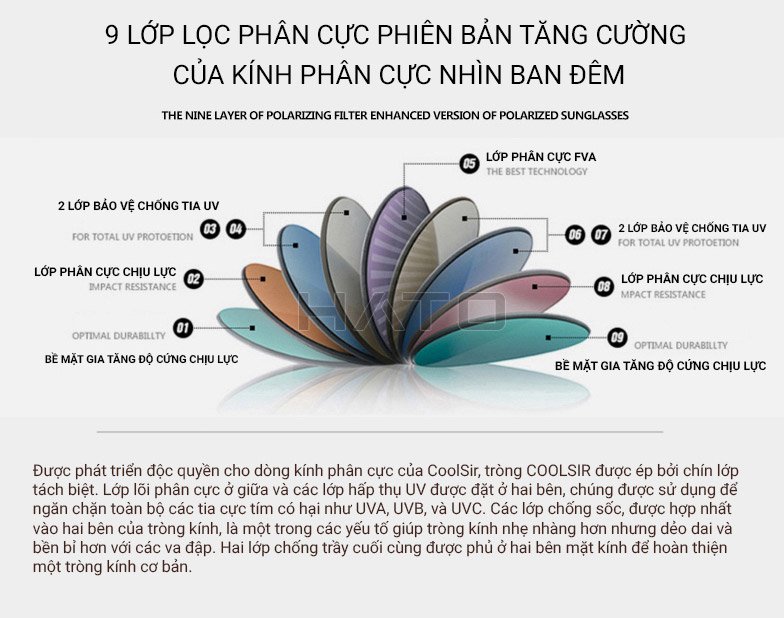 9 LỚP LỌC PHÂN CỰC PHIÊN BẢN TĂNG CƯỜNG
CỦA KÍNH PHÂN CỰC NHÌN BAN ĐÊM
THE NINE LAYER OF POLARIZING FILTER ENHANCED VERSION OF POLARIZED SUNGLASSES
05 LỚP PHÂN CỰC FVA
THE BEST TECHNOLOGY
2 LỚP BẢO VỆ CHỐNG TIA UV
FOR TOTAL UV PROTOETION 03 04
06 07 2 LỚP BẢO VỆ CHỐNG TIA UV
FOR TOTAL UV PROTOETION
LỚP PHÂN CỰC CHỊU LỰC
IMPACT RESISTANCE 02
08 LỚP PHÂN CỰC CHỊU LỰC
MPACT RESISTANCE
HATO
OPTIMAL DURABILLTY 01
BỀ MẶT GIA TĂNG ĐỘ CỨNG CHỊU LỰC
09 OPTIMAL DURABILLTY
BỀ MẶT GIA TĂNG ĐỘ CỨNG CHỊU LỰC
Được phát triển độc quyền cho dòng kính phân cực của CoolSir, tròng COOLSIR được ép bởi chín lớp
tách biệt. Lớp lõi phân cực ở giữa và các lớp hấp thụ UV được đặt ở hai bên, chúng được sử dụng để
ngăn chặn toàn bộ các tia cực tím có hại như UVA, UVB, và UVC. Các lớp chống sốc, được hợp nhất
vào hai bên của tròng kính, là một trong các yếu tố giúp tròng kính nhẹ nhàng hơn nhưng dẻo dai và
bền bỉ hơn với các va đập. Hai lớp chống trầy cuối cùng được phủ ở hai bên mặt kính để hoàn thiện
một tròng kính cơ bản.